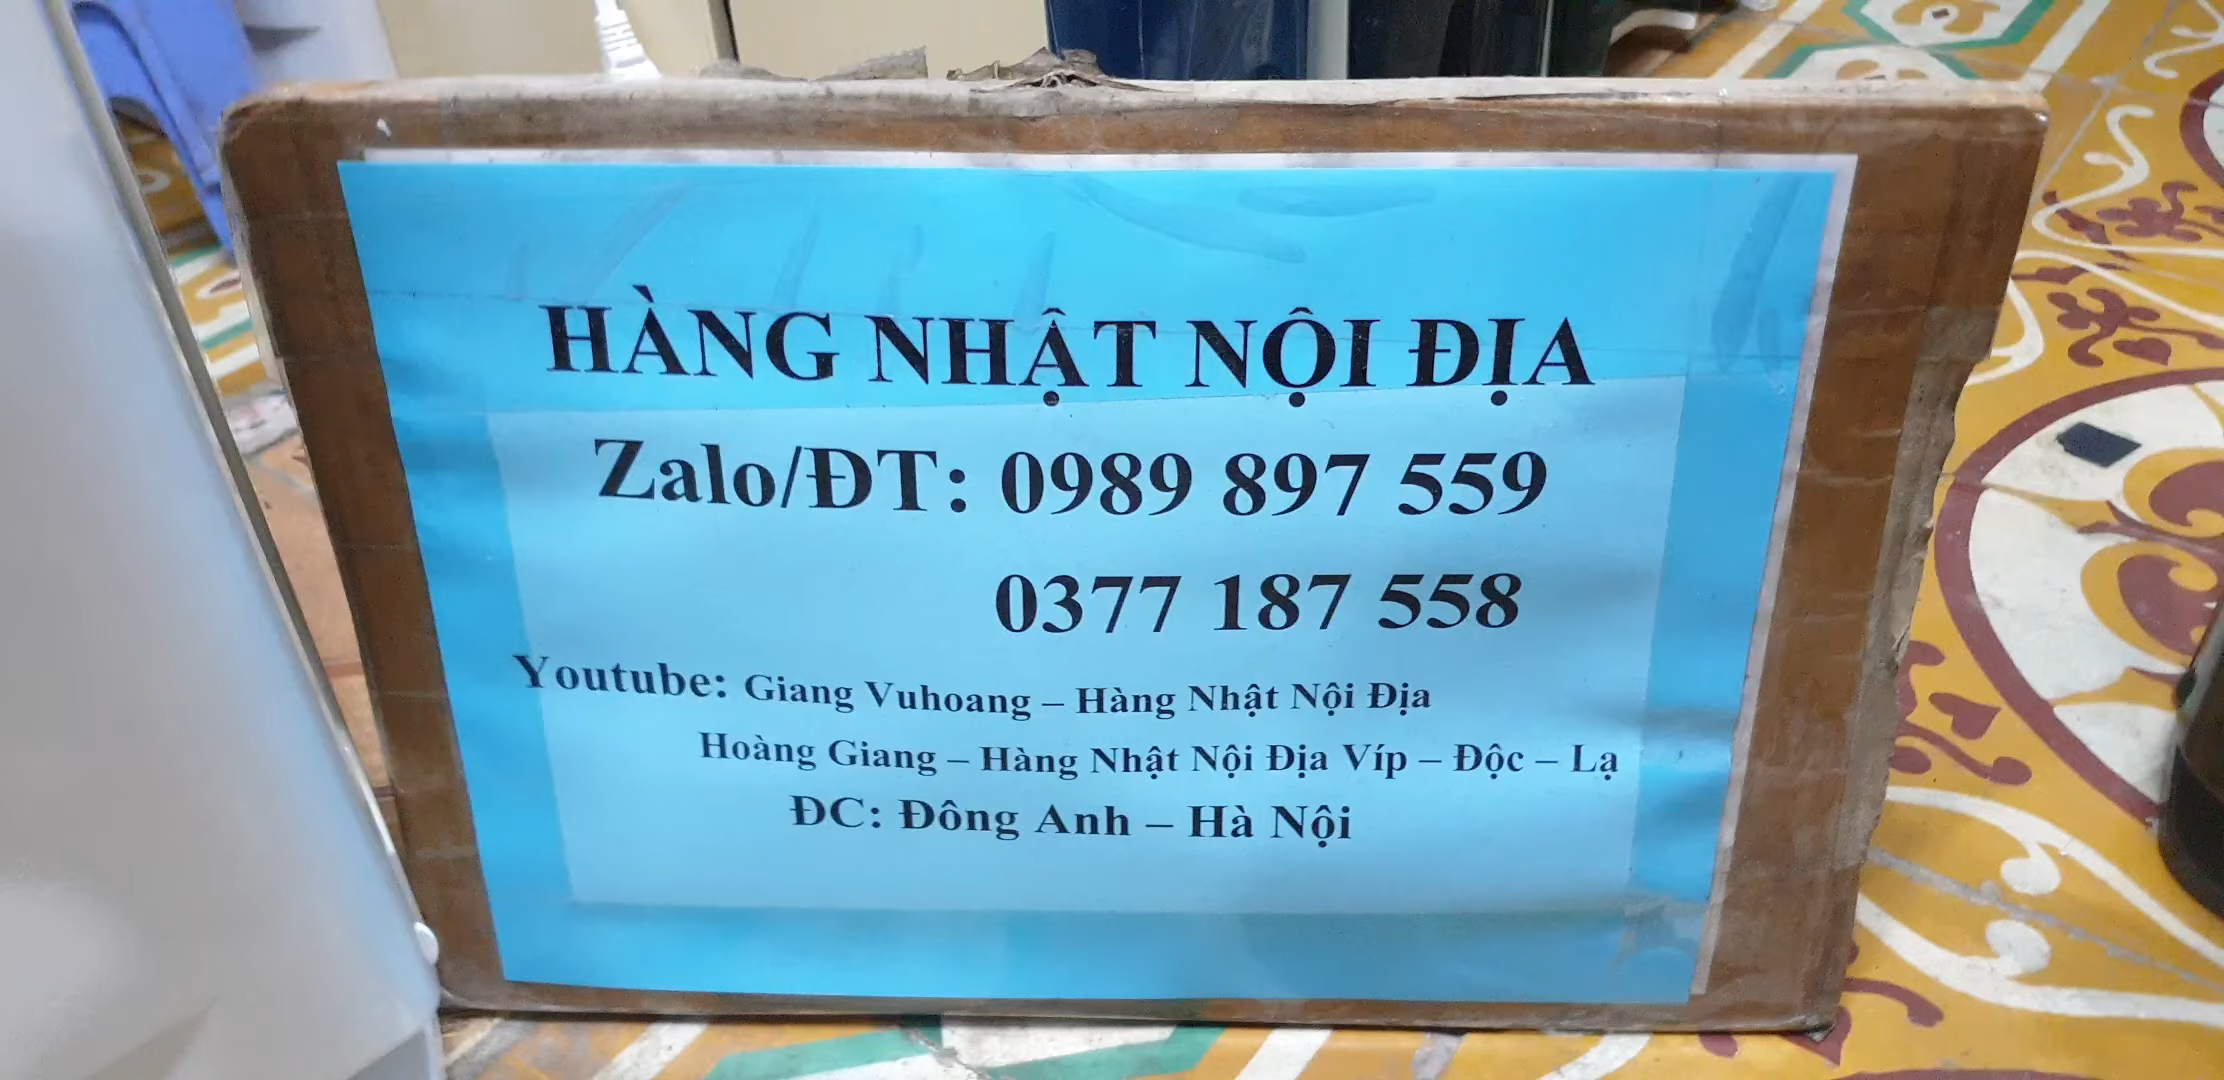 HÀNG NHẬT NỘI ĐỊA
Zalo/ĐT: 0989 897 559
0377 187 558
Youtube: Giang Vuhoang – Hàng Nhật Nội Địa
Hoàng Giang – Hàng Nhật Nội Địa Víp – Độc – Lạ
ĐC: Đông Anh – Hà Nội